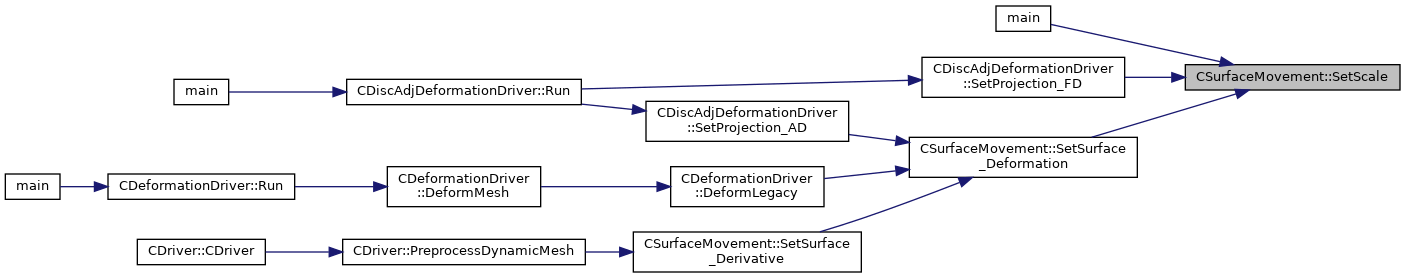 main
CSurfaceMovement::SetScale
CDiscAdjDeformationDriver
::SetProjection_FD
main
CDiscAdjDeformationDriver::Run
CDiscAdjDeformationDriver
::SetProjection_AD
CSurfaceMovement::SetSurface
_Deformation
main
CDeformationDriver::Run
CDeformationDriver
::DeformMesh
CDeformationDriver
::DeformLegacy
CDriver::CDriver
CDriver::PreprocessDynamicMesh
CSurfaceMovement::SetSurface
_Derivative